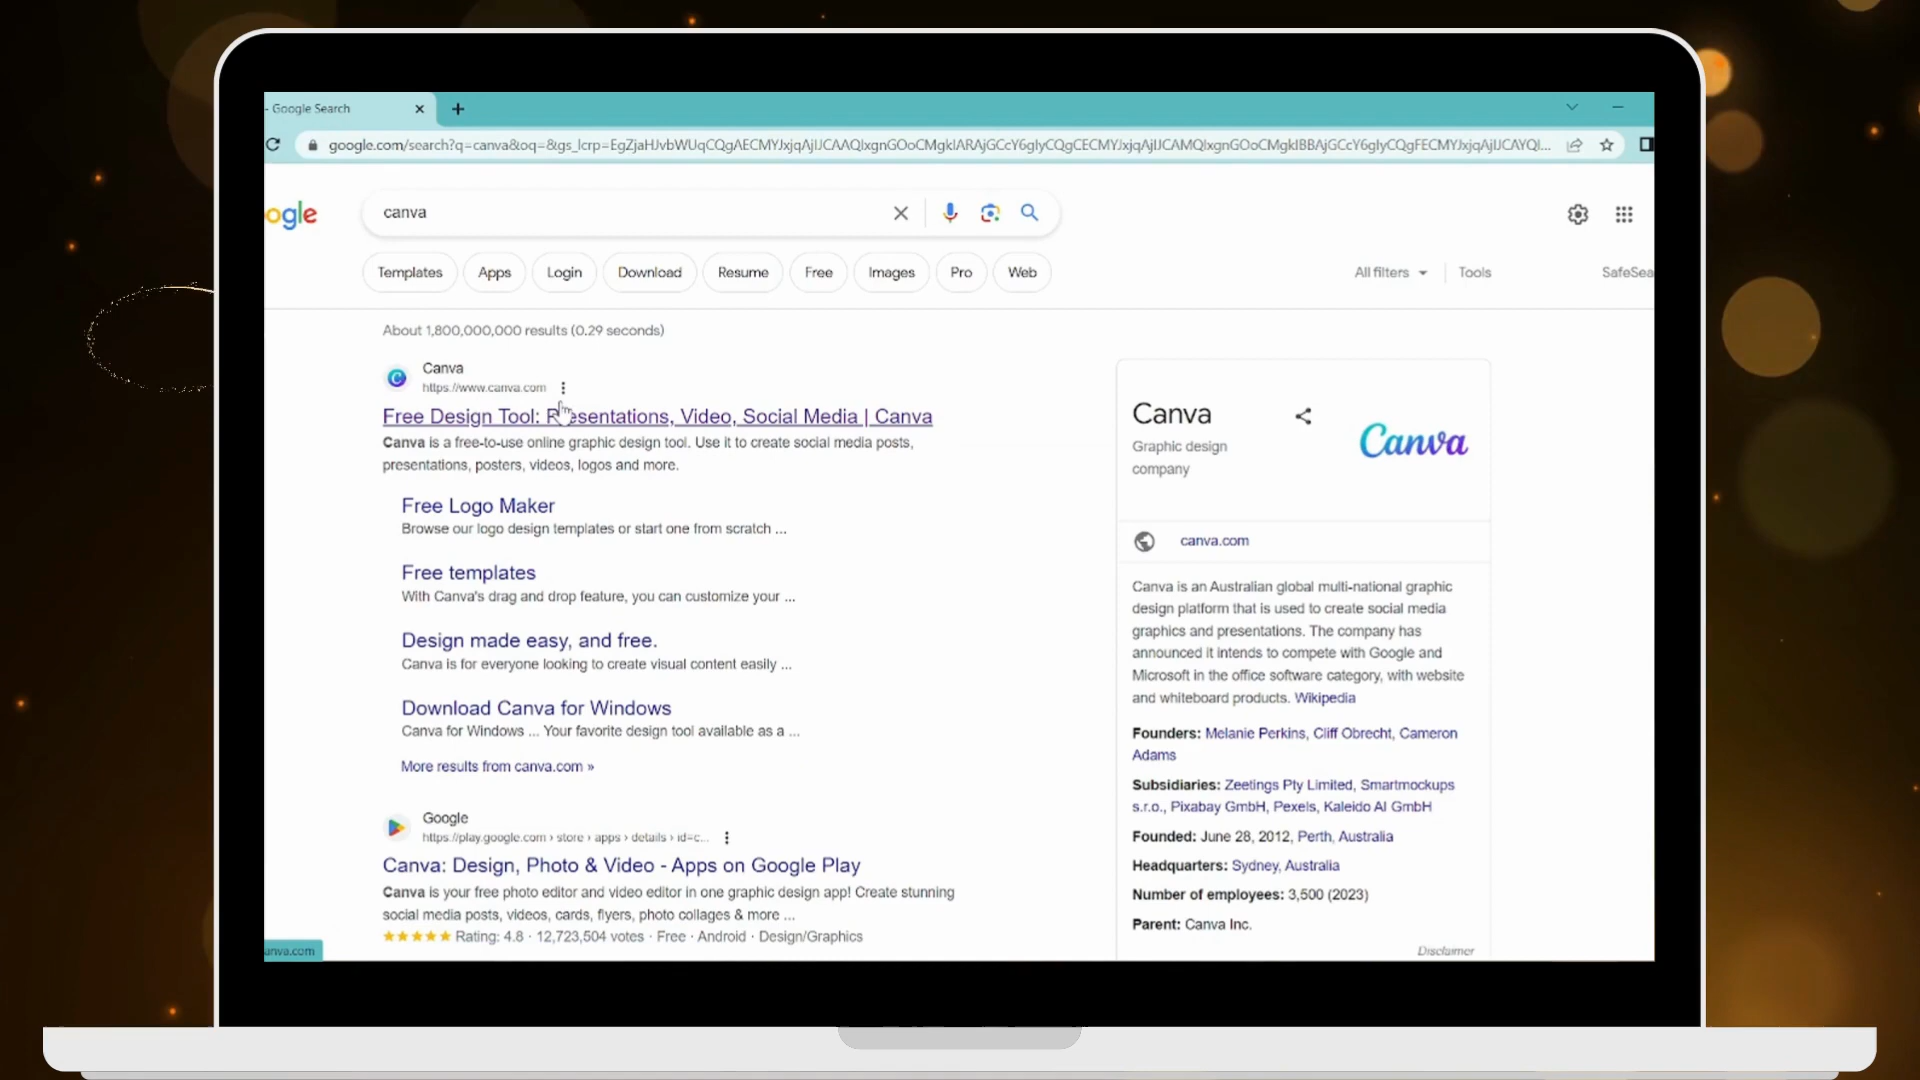 - Google Search
google.com/search?q=canva&oq=&gs_lcrp=EgZjaHJvbWUqCQgAECMYJxjqAjIJCAAQIxgnGOoCMgkIARAjGCcY6gIyCQgCECMYJxjqAjIJCAMQIxgnGOoCMgkIBBAjGCcY6gIyCQgFECMYJxjqAjIJCAYQI...
ogle
canva
Templates Apps Login Download Resume Free Images Pro Web All filters Tools SafeSea
About 1,800,000,000 results (0.29 seconds)
Canva
https://www.canva.com
Free Design Tool: Presentations, Video, Social Media | Canva
Canva is a free-to-use online graphic design tool. Use it to create social media posts,
presentations, posters, videos, logos and more.
Free Logo Maker
Browse our logo design templates or start one from scratch ...
Free templates
With Canva's drag and drop feature, you can customize your ...
Design made easy, and free.
Canva is for everyone looking to create visual content easily ...
Download Canva for Windows
Canva for Windows ... Your favorite design tool available as a ...
More results from canva.com »
Google
https://play.google.com › store › apps › details › id=c...
Canva: Design, Photo & Video - Apps on Google Play
Canva is your free photo editor and video editor in one graphic design app! Create stunning
social media posts, videos, cards, flyers, photo collages & more ...
Rating: 4.8 · 12,723,504 votes · Free · Android · Design/Graphics
anva.com
Canva
Graphic design
company
Canva
canva.com
Canva is an Australian global multi-national graphic
design platform that is used to create social media
graphics and presentations. The company has
announced it intends to compete with Google and
Microsoft in the office software category, with website
and whiteboard products. Wikipedia
Founders: Melanie Perkins, Cliff Obrecht, Cameron
Adams
Subsidiaries: Zeetings Pty Limited, Smartmockups
s.r.o., Pixabay GmbH, Pexels, Kaleido AI GmbH
Founded: June 28, 2012, Perth, Australia
Headquarters: Sydney, Australia
Number of employees: 3,500 (2023)
Parent: Canva Inc.
Disclaimer